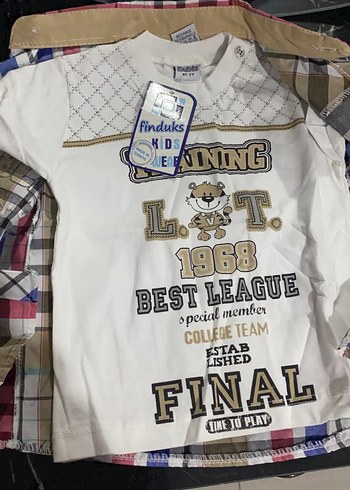 finduks
KIDS
WEAR
TRAINING
L. T.
1968
BEST LEAGUE
special member
COLLEGE TEAM
ESTAB
LISHED
FINAL
TIME TO PLAY